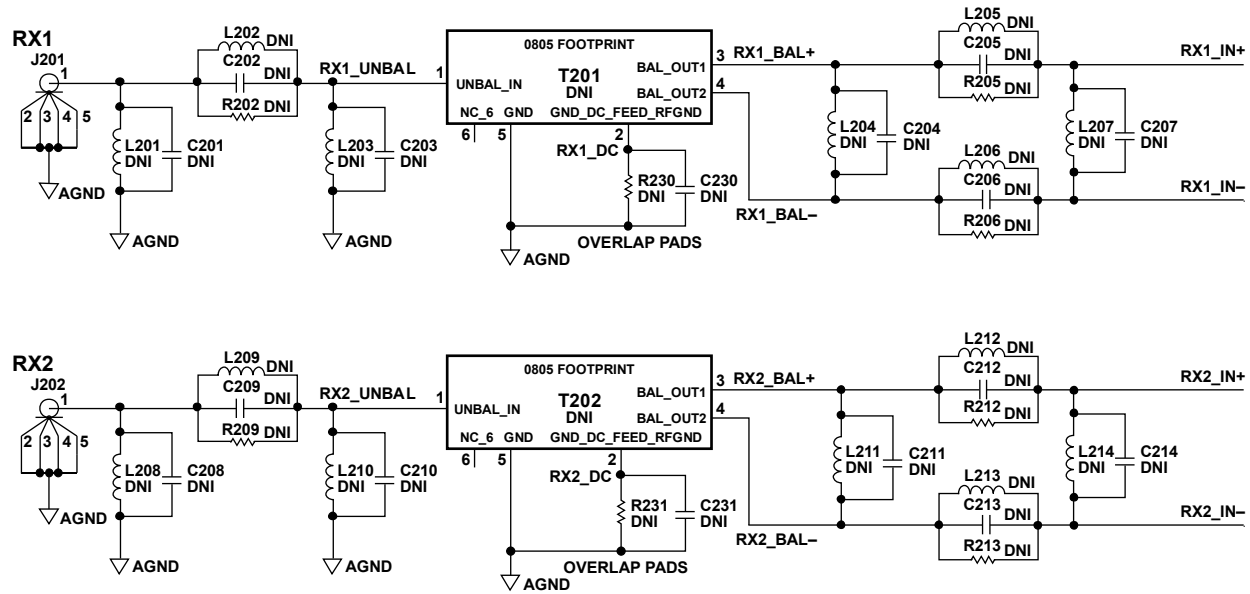 RX1
J201
1
2 3 4 5
AGND
L201
DNI
C201
DNI
AGND
L202
DNI
C202
DNI
R202
DNI
RX1_UNBAL
L203
DNI
C203
DNI
AGND
1
0805 FOOTPRINT
UNBAL_IN
T201
DNI
BAL_OUT1
BAL_OUT2
NC_6 GND GND_DC_FEED_RFGND
6
5
2
3
4
RX1_DC
R230
DNI
C230
DNI
OVERLAP PADS
AGND
RX1_BAL+
RX1_BAL–
L204
DNI
C204
DNI
L205
DNI
C205
DNI
R205
DNI
L206
DNI
C206
DNI
R206
DNI
L207
DNI
C207
DNI
RX1_IN+
RX1_IN–
RX2
J202
1
2 3 4 5
AGND
L208
DNI
C208
DNI
AGND
L209
DNI
C209
DNI
R209
DNI
RX2_UNBAL
L210
DNI
C210
DNI
AGND
1
0805 FOOTPRINT
UNBAL_IN
T202
DNI
BAL_OUT1
BAL_OUT2
NC_6 GND GND_DC_FEED_RFGND
6
5
2
3
4
RX2_DC
R231
DNI
C231
DNI
OVERLAP PADS
AGND
RX2_BAL+
RX2_BAL–
L211
DNI
C211
DNI
L212
DNI
C212
DNI
R212
DNI
L213
DNI
C213
DNI
R213
DNI
L214
DNI
C214
DNI
RX2_IN+
RX2_IN–